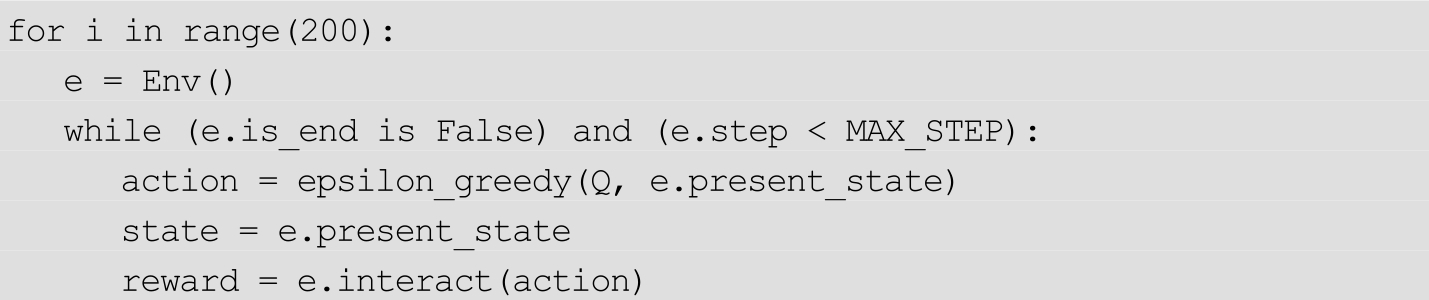 for i in range(200):
   e = Env()
   while (e.is_end is False) and (e.step < MAX_STEP):
      action = epsilon_greedy(Q, e.present_state)
      state = e.present_state
      reward = e.interact(action)